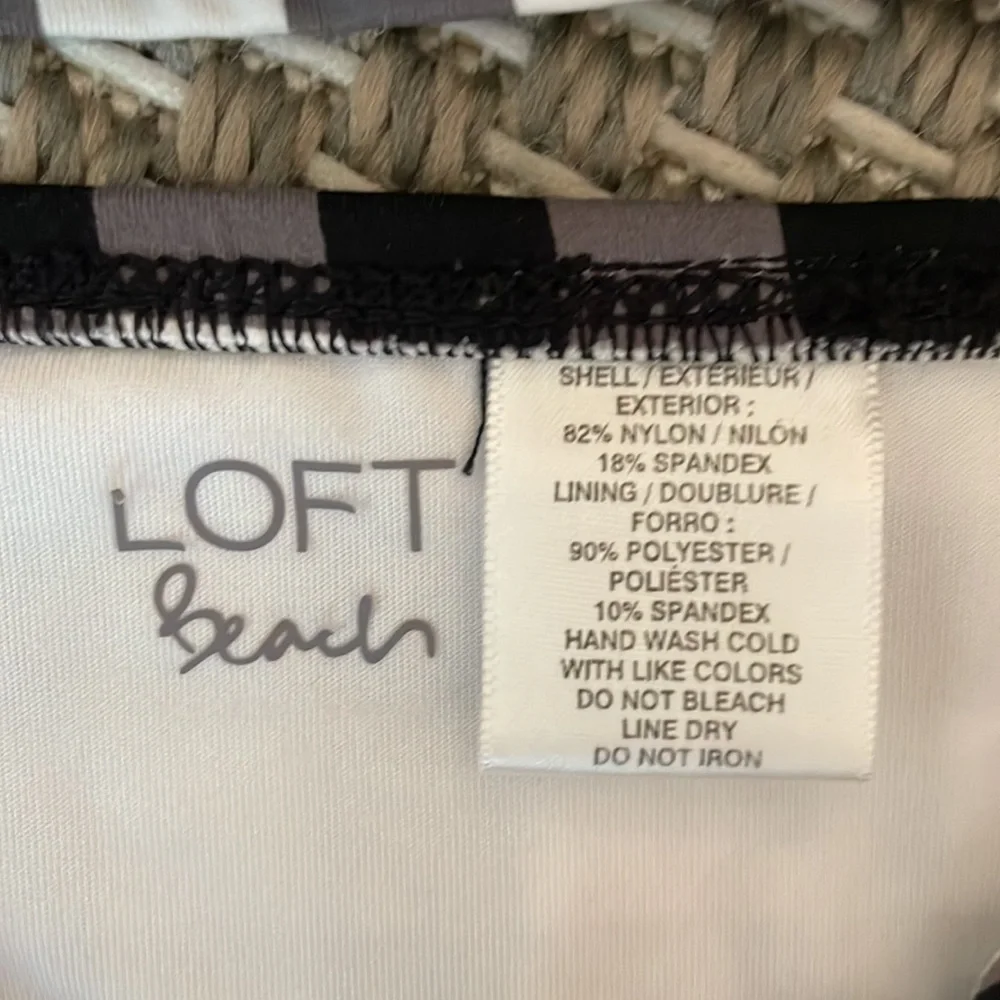 LOFT
Beach
SHELL / EXTÉRIEUR /
EXTERIOR :
82% NYLON / NILÓN
18% SPANDEX
LINING / DOUBLURE /
FORRO :
90% POLYESTER /
POLIÉSTER
10% SPANDEX
HAND WASH COLD
WITH LIKE COLORS
DO NOT BLEACH
LINE DRY
DO NOT IRON